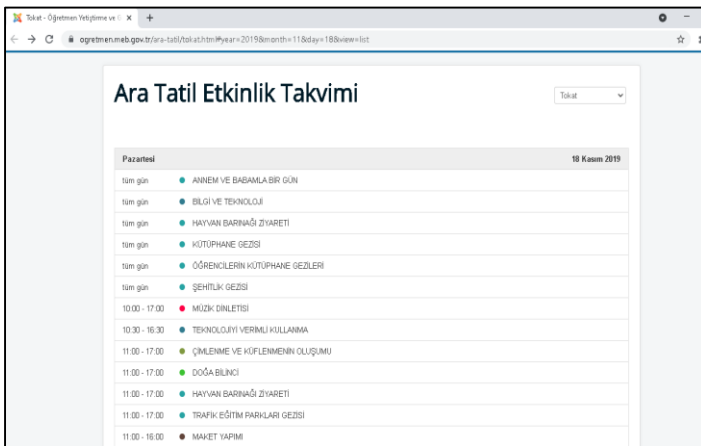 Tokat - Öğretmen Yetiştirme ve G
ogretmen.meb.gov.tr/ara-tatil/tokat.html#year=2019&month=11&day=18&view=list
Ara Tatil Etkinlik Takvimi
Tokat
Pazartesi 18 Kasım 2019
tüm gün ANNEM VE BABAMLA BİR GÜN
tüm gün BİLGİ VE TEKNOLOJİ
tüm gün HAYVAN BARINAĞI ZİYARETİ
tüm gün KÜTÜPHANE GEZİSİ
tüm gün ÖĞRENCİLERİN KÜTÜPHANE GEZİLERİ
tüm gün ŞEHİTLİK GEZİSİ
10:00 - 17:00 MÜZİK DİNLETİSİ
10:30 - 16:30 TEKNOLOJİYİ VERİMLİ KULLANMA
11:00 - 17:00 ÇİMLENME VE KÜFLENMENİN OLUŞUMU
11:00 - 17:00 DOĞA BİLİNCİ
11:00 - 17:00 HAYVAN BARINAĞI ZİYARETİ
11:00 - 17:00 TRAFİK EĞİTİM PARKLARI GEZİSİ
11:00 - 16:00 MAKET YAPIMI